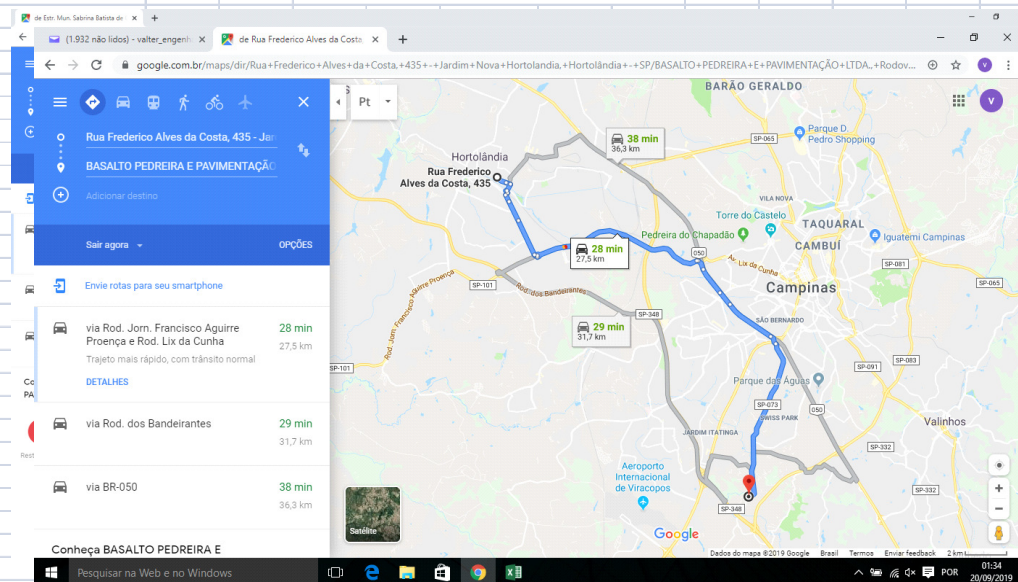 de Estr. Mun. Sabrina Batista de
(1.932 não lidos) - valter_engenh
de Rua Frederico Alves da Costa,
google.com.br/maps/dir/Rua+Frederico+Alves+da+Costa,+435+-+Jardim+Nova+Hortolandia,+Hortolândia+-+SP/BASALTO+PEDREIRA+E+PAVIMENTAÇÃO+LTDA.,+Rodov...
V
Rua Frederico Alves da Costa, 435 - Jar
BASALTO PEDREIRA E PAVIMENTAÇÃO
Adicionar destino
Sair agora
OPÇÕES
Envie rotas para seu smartphone
via Rod. Jorn. Francisco Aguirre
Proença e Rod. Lix da Cunha
28 min
27,5 km
Trajeto mais rápido, com trânsito normal
DETALHES
via Rod. dos Bandeirantes
29 min
31,7 km
via BR-050
38 min
36,3 km
Conheça BASALTO PEDREIRA E
Co
PA
Rest
Pt
V
BARÃO GERALDO
38 min
36,3 km
SP-065
Parque D.
Pedro Shopping
Hortolândia
Rua Frederico
Alves da Costa, 435
VILA NOVA
Torre do Castelo
TAQUARAL
Pedreira do Chapadão
CAMBUÍ
Iguatemi Campinas
28 min
27,5 km
050
Av. Lix da Cunha
SP-081
SP-065
SP-101
Rod. dos Bandeirantes
Rod. Jorn. Francisco Aguirre Proença
Campinas
SP-348
SÃO BERNARDO
29 min
31,7 km
SP-101
SP-083
SP-091
Parque das Águas
SP-073
050
SWISS PARK
Valinhos
JARDIM ITATINGA
SP-332
Aeroporto
Internacional
de Viracopos
SP-332
SP-348
Satélite
Google
Dados do mapa ©2019 Google Brasil Termos Enviar feedback 2 km
Pesquisar na Web e no Windows
POR
01:34
20/09/2019